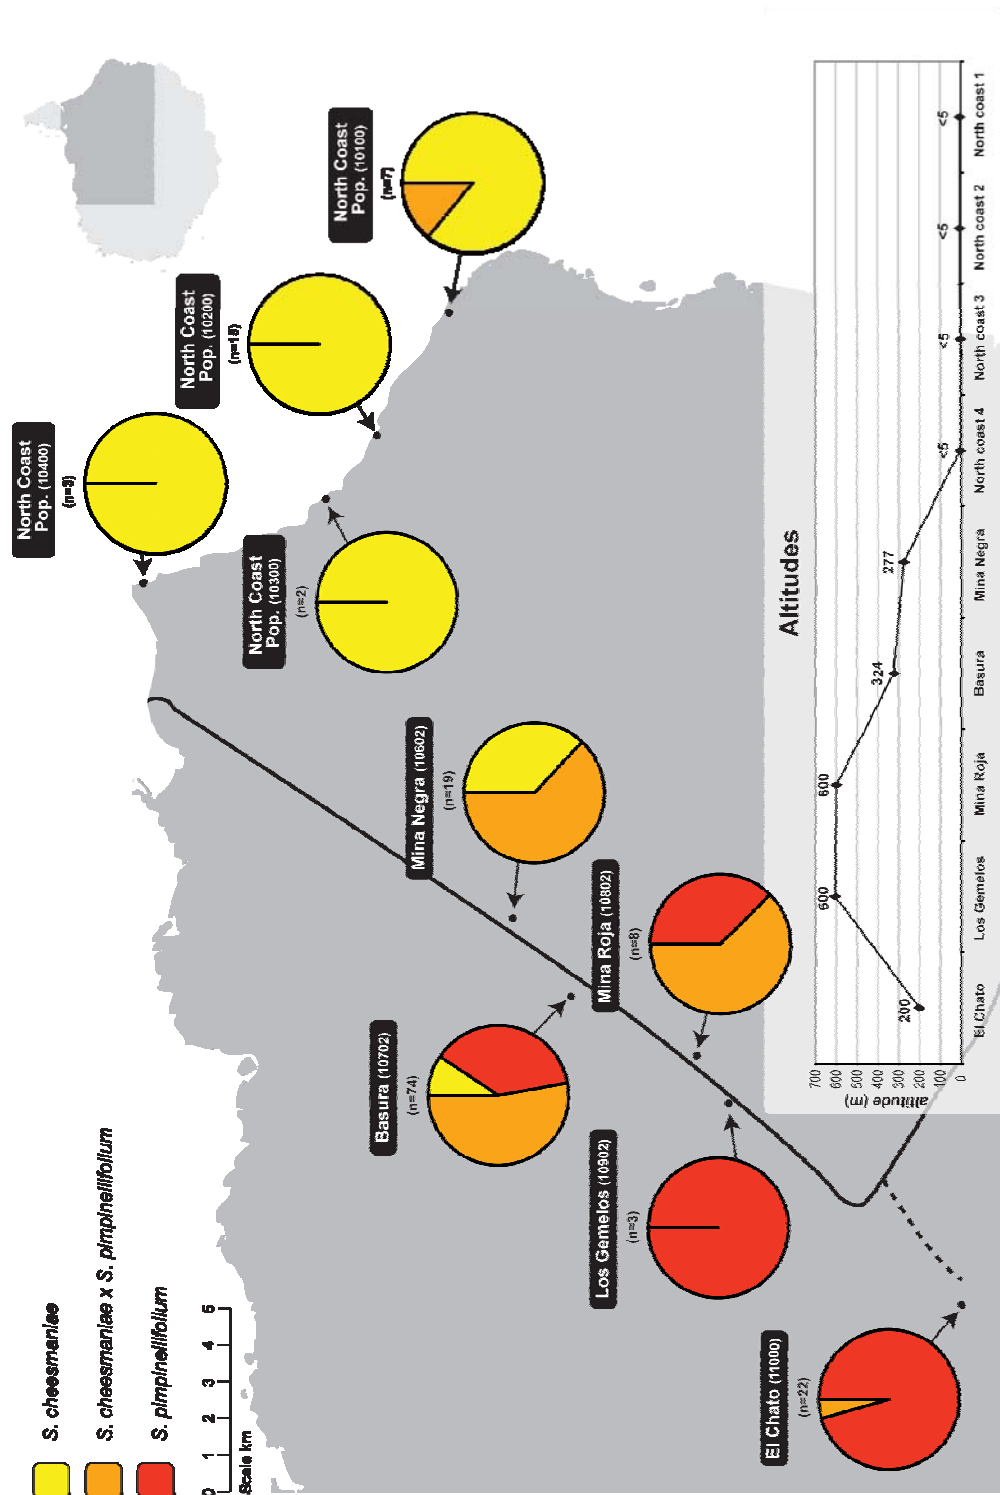 S. cheesmaniae
S. cheesmaniae x S. pimpinellifolium
S. pimpinellifolium
0 1 2 3 4 5
Scale km
North Coast
Pop. (10400)
(n=8)
North Coast
Pop. (10200)
North Coast
Pop. (10100)
(n=7)
North Coast
Pop. (10300)
(n=2)
Mina Negra (10602)
(n=19)
Basura (10702)
(n=74)
Mina Roja (10802)
(n=8)
Los Gemelos (10902)
(n=3)
El Chato (11000)
(n=22)
Altitudes
altitude (m)
700
600
500
400
300
200
100
0
200
600
600
324
277
<5
<5
<5
<5
El Chato
Los Gemelos
Mina Roja
Basura
Mina Negra
North coast 4
North coast 3
North coast 2
North coast 1